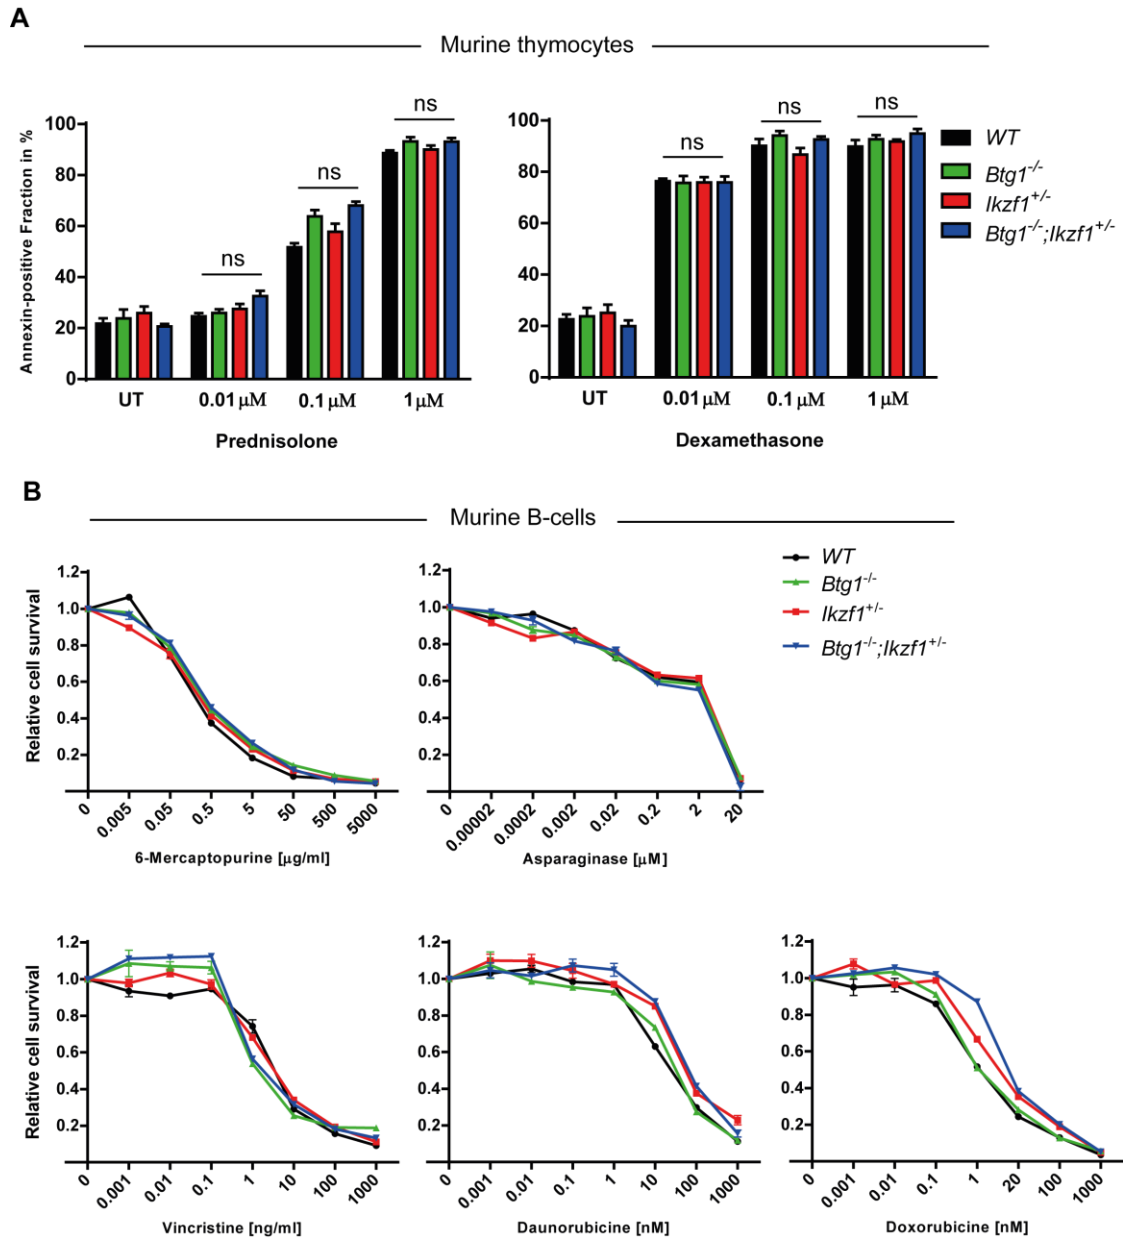 A
Murine thymocytes
Annexin-positive Fraction in %
100
80
60
40
20
0
ns
ns
ns
UT
0.01 μM
0.1 μM
1 μM
Prednisolone
100
80
60
40
20
0
ns
ns
ns
UT
0.01 μM
0.1 μM
1 μM
Dexamethasone
WT
Btg1-/-
Ikzf1+/-
Btg1-/-;Ikzf1+/-
B
Murine B-cells
Relative cell survival
1.2
1.0
0.8
0.6
0.4
0.2
0
0.005
0.05
0.5
5
50
500
5000
6-Mercaptopurine [μg/ml]
1.2
1.0
0.8
0.6
0.4
0.2
0
0.00002
0.0002
0.002
0.02
0.2
2
20
Asparaginase [μM]
WT
Btg1-/-
Ikzf1+/-
Btg1-/-;Ikzf1+/-
Relative cell survival
1.2
1.0
0.8
0.6
0.4
0.2
0
0.001
0.01
0.1
1
10
100
1000
Vincristine [ng/ml]
1.2
1.0
0.8
0.6
0.4
0.2
0
0.001
0.01
0.1
1
10
100
1000
Daunorubicine [nM]
1.2
1.0
0.8
0.6
0.4
0.2
0
0.001
0.01
0.1
1
20
100
1000
Doxorubicine [nM]